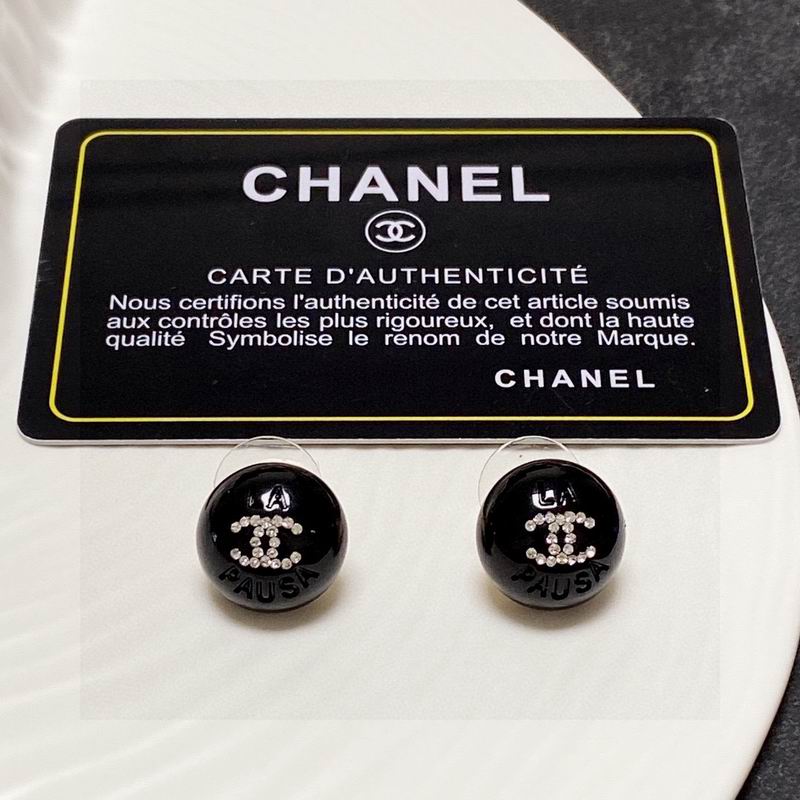 CHANEL
CARTE D'AUTHENTICITÉ
Nous certifions l'authenticité de cet article soumis
aux contrôles les plus rigoureux, et dont la haute
qualité Symbolise le renom de notre Marque.
CHANEL
LA
PAUSA
LA
PAUSA